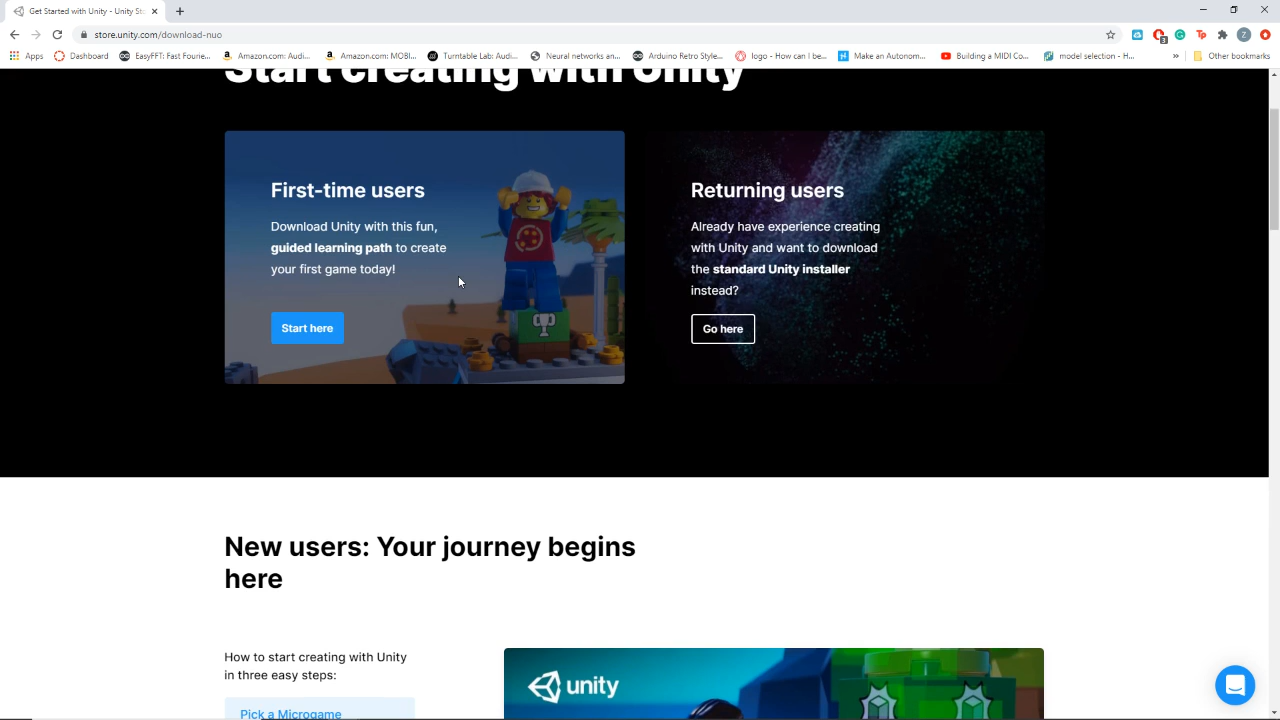 Get Started with Unity - Unity St
store.unity.com/download-nuo
Apps
Dashboard
EasyFFT: Fast Fourie...
Amazon.com: Audi...
Amazon.com: MOBI...
Turntable Lab: Audi...
Neural networks an...
Arduino Retro Style...
logo - How can I be...
Make an Autonom...
Building a MIDI Co...
model selection - H...
Other bookmarks
Start creating with Unity
First-time users
Download Unity with this fun,
guided learning path to create
your first game today!
Start here
Returning users
Already have experience creating
with Unity and want to download
the standard Unity installer
instead?
Go here
New users: Your journey begins
here
How to start creating with Unity
in three easy steps:
Pick a Microgame
unity